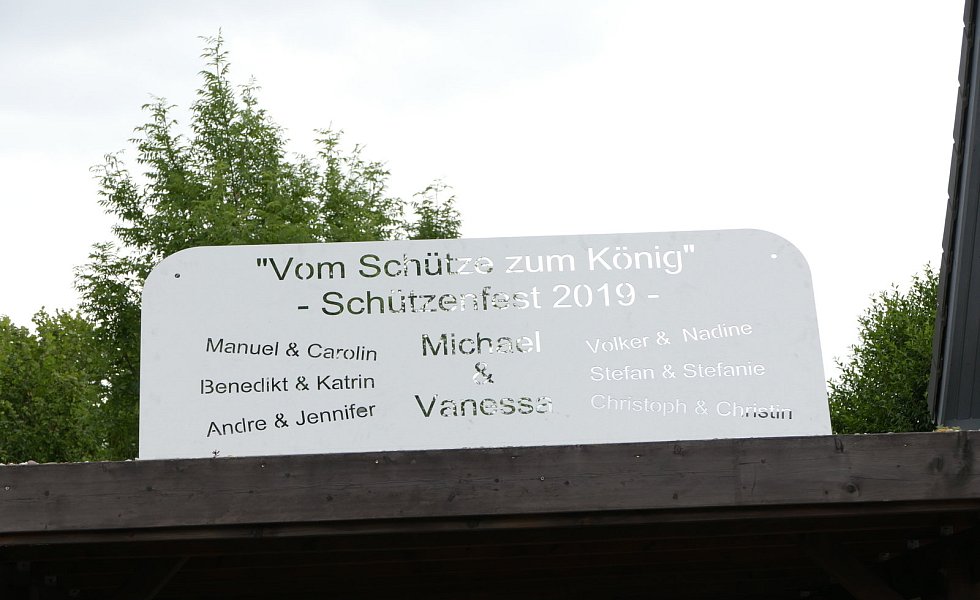 "Vom Schütze zum König"
- Schützenfest 2019 -
Manuel & Carolin
Benedikt & Katrin
Andre & Jennifer
Michael
&
Vanessa
Volker & Nadine
Stefan & Stefanie
Christoph & Christin